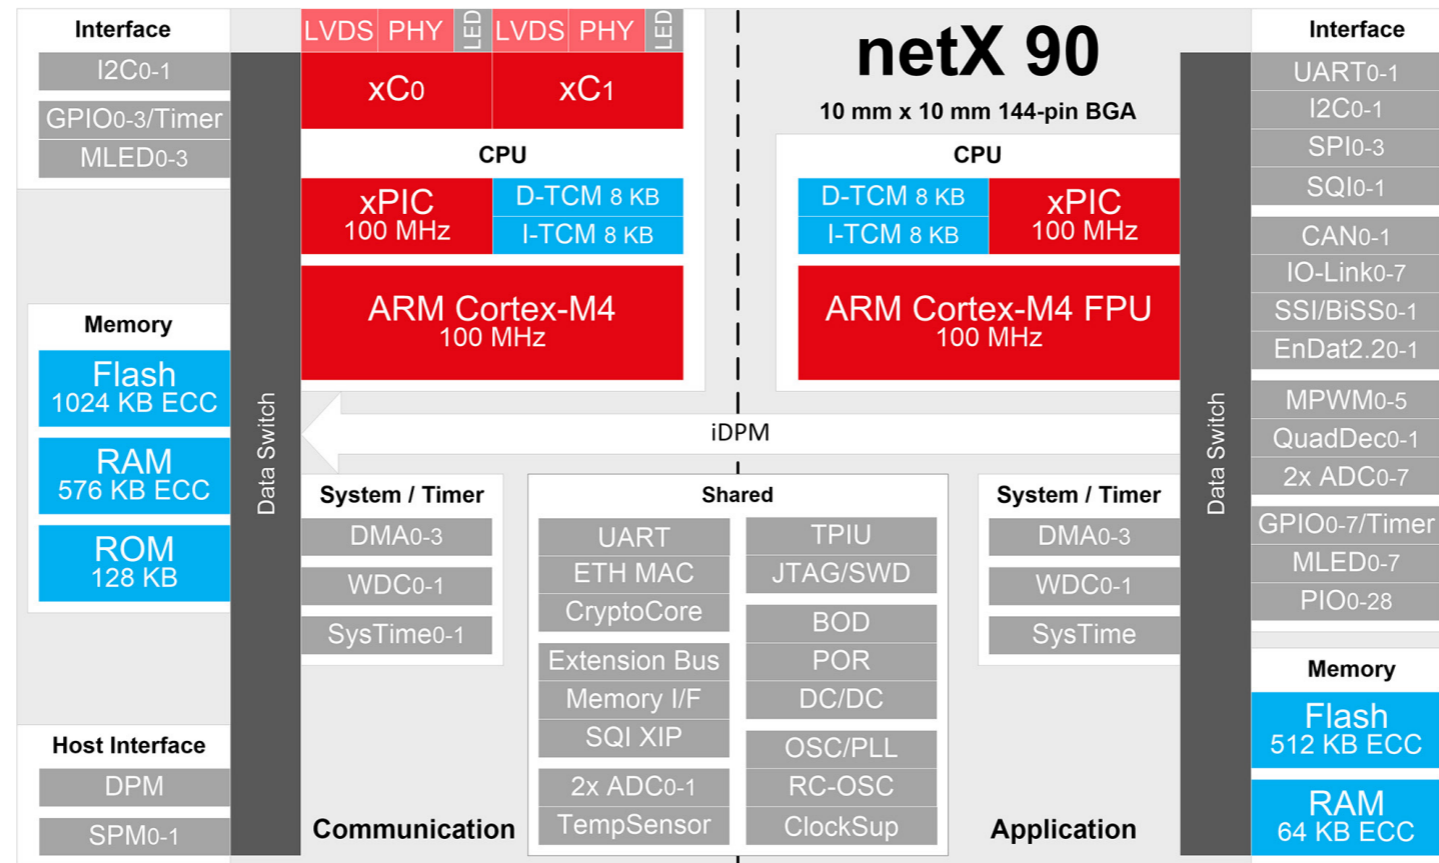 Interface
I2C0-1
GPIO0-3/Timer
MLED0-3
Memory
Flash
1024 KB ECC
RAM
576 KB ECC
ROM
128 KB
Host Interface
DPM
SPM0-1
Data Switch
LVDS PHY LED LVDS PHY LED
xC0 xC1
CPU
xPIC
100 MHz
D-TCM 8 KB
I-TCM 8 KB
ARM Cortex-M4
100 MHz
netX 90
10 mm x 10 mm 144-pin BGA
CPU
D-TCM 8 KB
I-TCM 8 KB
xPIC
100 MHz
ARM Cortex-M4 FPU
100 MHz
iDPM
System / Timer
DMA0-3
WDC0-1
SysTime0-1
Communication
Shared
UART
ETH MAC
CryptoCore
Extension Bus
Memory I/F
SQI XIP
2x ADC0-1
TempSensor
TPIU
JTAG/SWD
BOD
POR
DC/DC
OSC/PLL
RC-OSC
ClockSup
System / Timer
DMA0-3
WDC0-1
SysTime
Application
Data Switch
Interface
UART0-1
I2C0-1
SPI0-3
SQI0-1
CAN0-1
IO-Link0-7
SSI/BiSS0-1
EnDat2.20-1
MPWM0-5
QuadDec0-1
2x ADC0-7
GPIO0-7/Timer
MLED0-7
PIO0-28
Memory
Flash
512 KB ECC
RAM
64 KB ECC